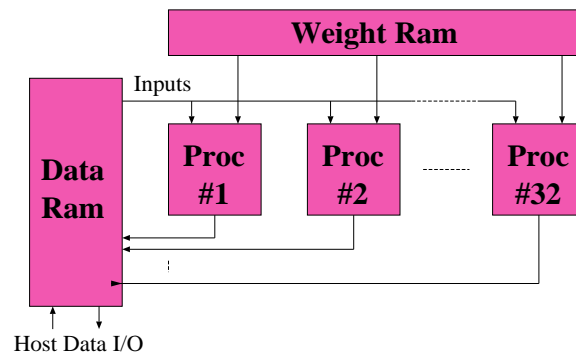 Weight Ram
Inputs
Data
Ram
Proc
#1
Proc
#2
Proc
#32
Host Data I/O